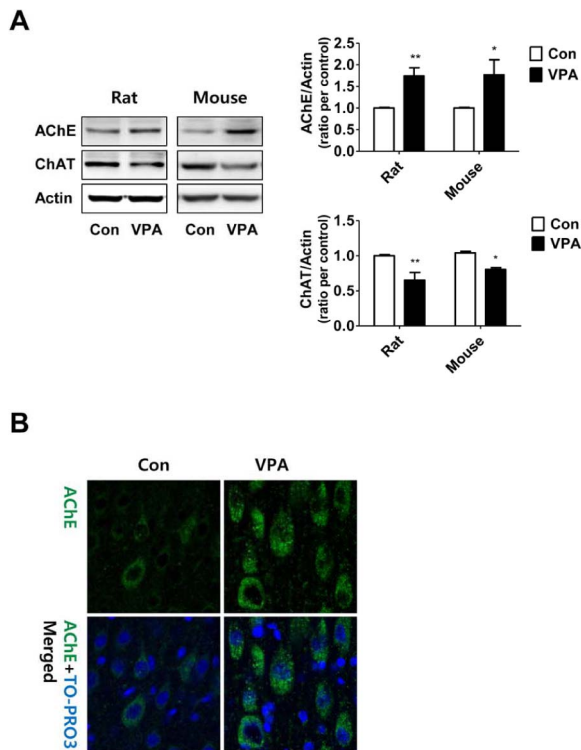 A
Rat Mouse
AChE
ChAT
Actin
Con VPA Con VPA
AChE/Actin
(ratio per control)
2.5
2.0
1.5
1.0
0.5
0.0
** *
Con
VPA
Rat Mouse
ChAT/Actin
(ratio per control)
1.5
1.0
0.5
0.0
** *
Con
VPA
Rat Mouse
B
Con VPA
AChE
AChE+TO-PRO3
Merged